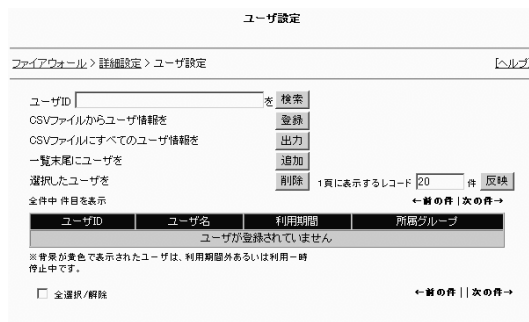 ユーザ設定
ファイアウォール > 詳細設定 > ユーザ設定 [ヘルプ]
ユーザID を 検索
CSVファイルからユーザ情報を 登録
CSVファイルにすべてのユーザ情報を 出力
一覧末尾にユーザを 追加
選択したユーザを 削除 1頁に表示するレコード 20 件 反映
全件中 件目を表示 ←前の件 | 次の件→
ユーザID ユーザ名 利用期間 所属グループ
ユーザが登録されていません
※背景が黄色で表示されたユーザは、利用期間外あるいは利用一時
停止中です。
全選択/解除 ←前の件 | | 次の件→